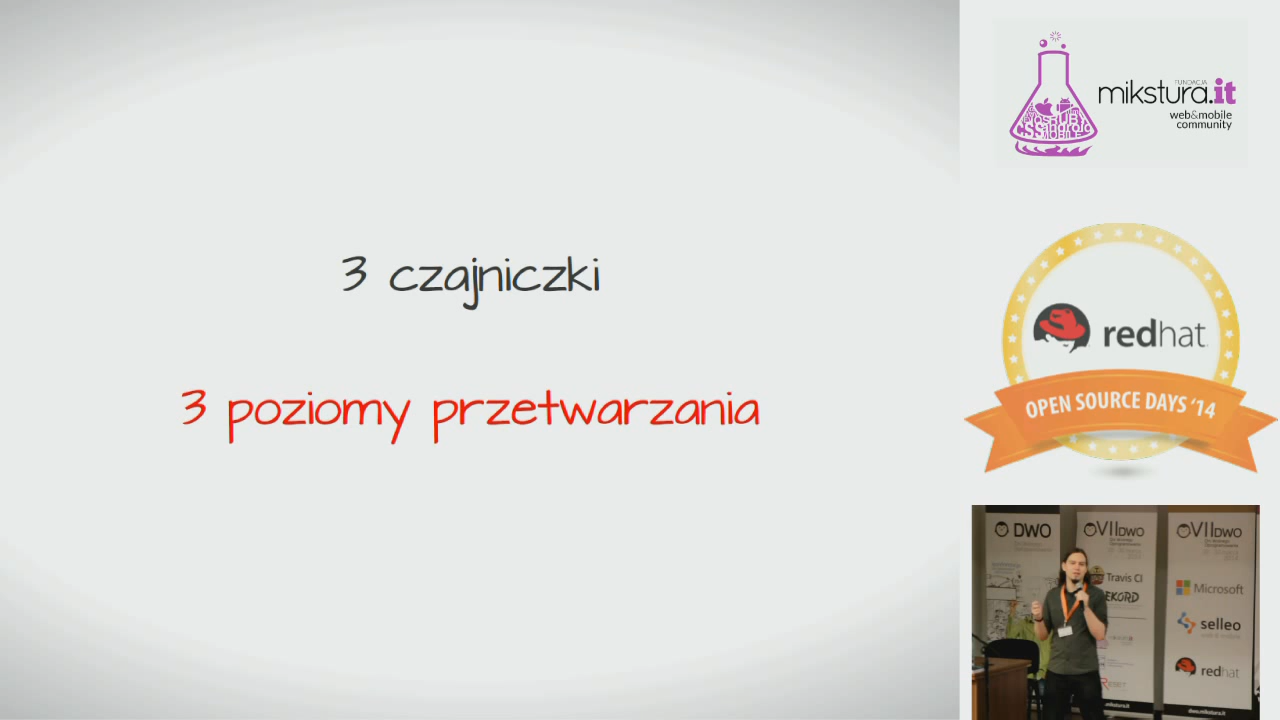 3 czajniczki
3 poziomy przetwarzania
FUNDACJA
mikstura.it
web&mobile
community
redhat
OPEN SOURCE DAYS '14
DWO
VII DWO
VII DWO
Travis CI
Microsoft
selleo
redhat